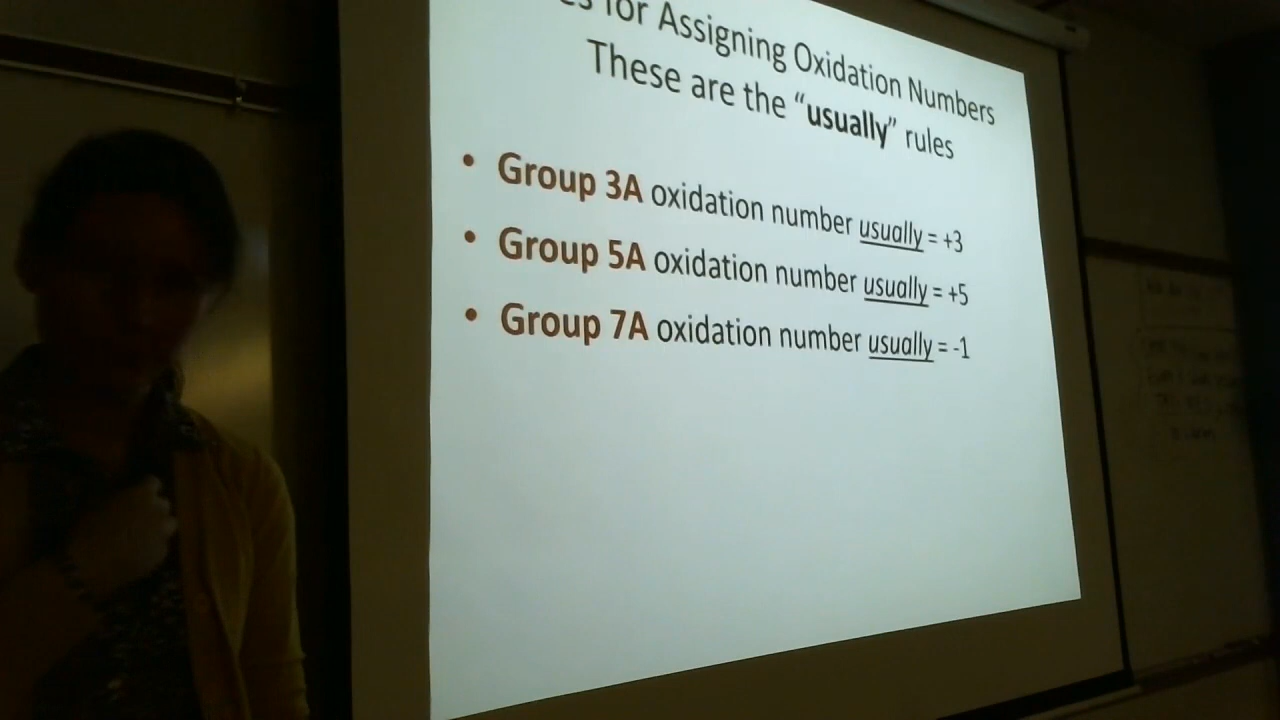 for Assigning Oxidation Numbers
These are the “usually” rules
• Group 3A oxidation number usually = +3
• Group 5A oxidation number usually = +5
• Group 7A oxidation number usually = -1